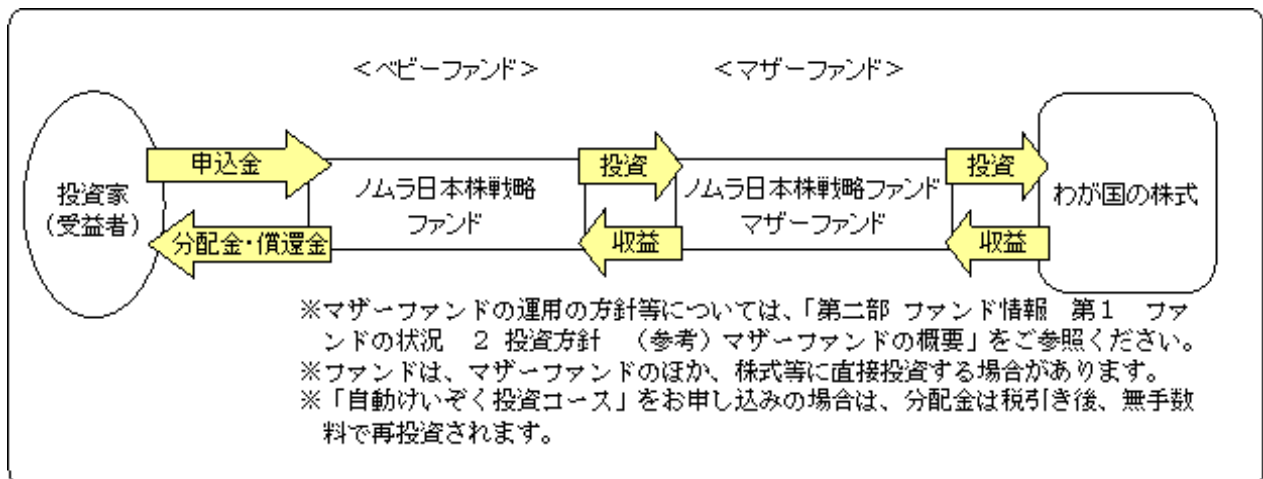 ＜ベビーファンド＞
＜マザーファンド＞
投資家
（受益者）
申込金
分配金・償還金
ノムラ日本株戦略
ファンド
投資
収益
ノムラ日本株戦略ファンド
マザーファンド
投資
収益
わが国の株式
※マザーファンドの運用の方針等については、「第二部 ファンド情報　第１　ファ
ンドの状況　２ 投資方針　（参考）マザーファンドの概要」をご参照ください。
※ファンドは、マザーファンドのほか、株式等に直接投資する場合があります。
※「自動けいぞく投資コース」をお申し込みの場合は、分配金は税引き後、無手数
料で再投資されます。